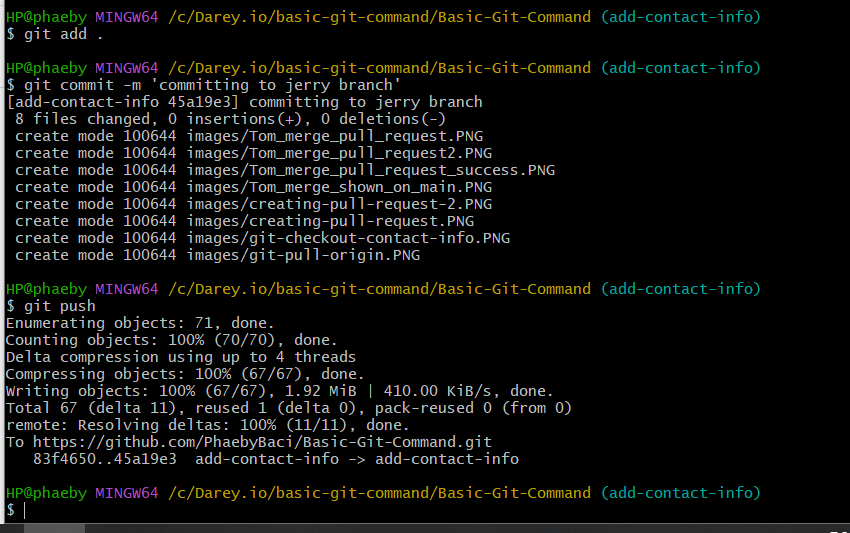 HP@phaeby MINGW64 /c/Darey.io/basic-git-command/Basic-Git-Command (add-contact-info)
$ git add .
HP@phaeby MINGW64 /c/Darey.io/basic-git-command/Basic-Git-Command (add-contact-info)
$ git commit -m 'committing to jerry branch'
[add-contact-info 45a19e3] committing to jerry branch
8 files changed, 0 insertions(+), 0 deletions(-)
create mode 100644 images/Tom_merge_pull_request.PNG
create mode 100644 images/Tom_merge_pull_request2.PNG
create mode 100644 images/Tom_merge_pull_request_success.PNG
create mode 100644 images/Tom_merge_shown_on_main.PNG
create mode 100644 images/creating-pull-request-2.PNG
create mode 100644 images/creating-pull-request.PNG
create mode 100644 images/git-checkout-contact-info.PNG
create mode 100644 images/git-pull-origin.PNG
HP@phaeby MINGW64 /c/Darey.io/basic-git-command/Basic-Git-Command (add-contact-info)
$ git push
Enumerating objects: 71, done.
Counting objects: 100% (70/70), done.
Delta compression using up to 4 threads
Compressing objects: 100% (67/67), done.
Writing objects: 100% (67/67), 1.92 MiB | 410.00 KiB/s, done.
Total 67 (delta 11), reused 1 (delta 0), pack-reused 0 (from 0)
remote: Resolving deltas: 100% (11/11), done.
To https://github.com/PhaebyBaci/Basic-Git-Command.git
83f4650..45a19e3  add-contact-info -> add-contact-info
HP@phaeby MINGW64 /c/Darey.io/basic-git-command/Basic-Git-Command (add-contact-info)
$